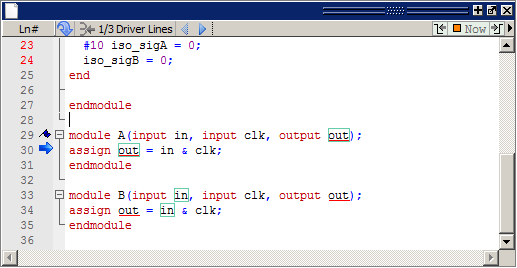 Ln# 1/3 Driver Lines Now
23 #10 iso_sigA = 0;
24 iso_sigB = 0;
25 end
26
27 endmodule
28
29 module A(input in, input clk, output out);
30 assign out = in & clk;
31 endmodule
32
33 module B(input in, input clk, output out);
34 assign out = in & clk;
35 endmodule
36